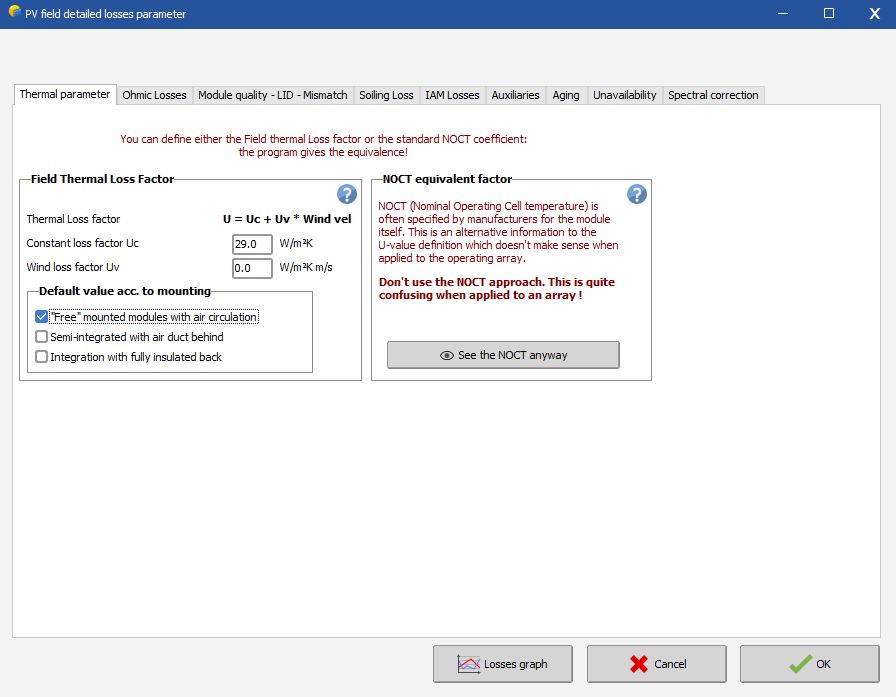 PV field detailed losses parameter
Thermal parameter Ohmic Losses Module quality - LID - Mismatch Soiling Loss IAM Losses Auxiliaries Aging Unavailability Spectral correction
You can define either the Field thermal Loss factor or the standard NOCT coefficient:
the program gives the equivalence!
Field Thermal Loss Factor
Thermal Loss factor U = Uc + Uv * Wind vel
Constant loss factor Uc 29.0 W/m²K
Wind loss factor Uv 0.0 W/m²K m/s
Default value acc. to mounting
"Free" mounted modules with air circulation
Semi-integrated with air duct behind
Integration with fully insulated back
NOCT equivalent factor
NOCT (Nominal Operating Cell temperature) is
often specified by manufacturers for the module
itself. This is an alternative information to the
U-value definition which doesn't make sense when
applied to the operating array.
Don't use the NOCT approach. This is quite
confusing when applied to an array !
See the NOCT anyway
Losses graph Cancel OK